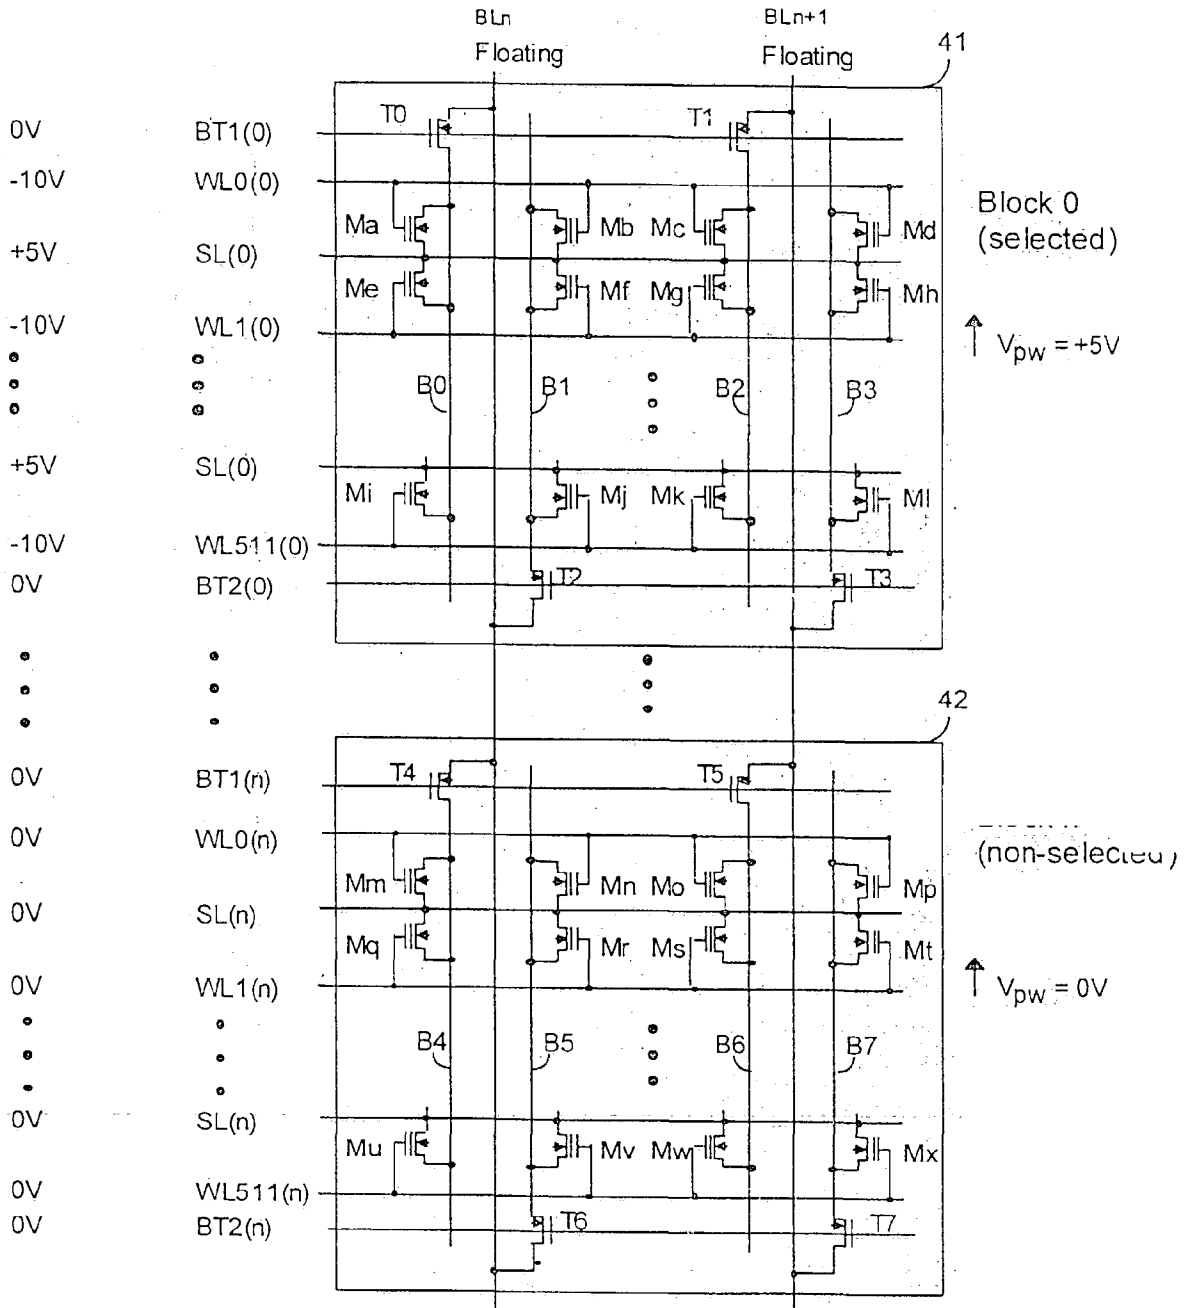 BLn BLn+1
Floating Floating 41
0V BT1(0) T0 T1
-10V WL0(0)
Block 0
(selected)
Ma Mb Mc Md
+5V SL(0)
Me Mf Mg Mh
-10V WL1(0)
Vpw = +5V
B0 B1 B2 B3
+5V SL(0)
Mi Mj Mk Ml
-10V WL511(0)
0V BT2(0) T2 T3
42
0V BT1(n) T4 T5
0V WL0(n)
(non-selected)
Mm Mn Mo Mp
0V SL(n)
Mq Mr Ms Mt
0V WL1(n)
Vpw = 0V
B4 B5 B6 B7
0V SL(n)
Mu Mv Mw Mx
0V WL511(n)
0V BT2(n) T6 T7